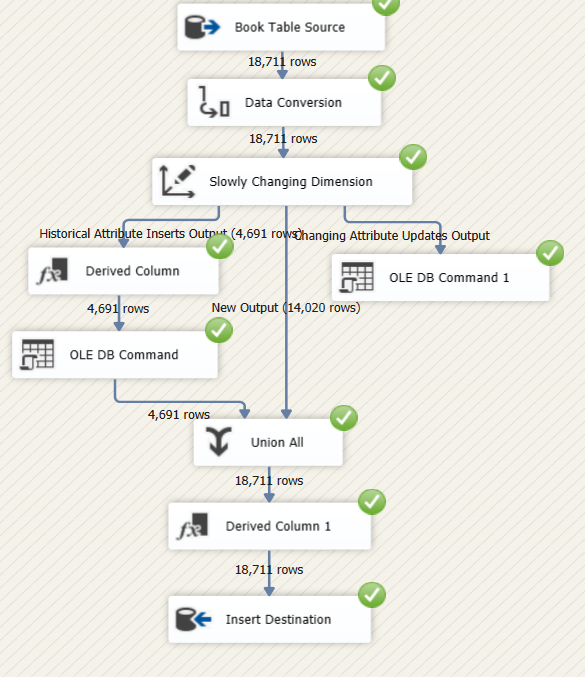 Book Table Source
18,711 rows
Data Conversion
18,711 rows
Slowly Changing Dimension
Historical Attribute Inserts Output (4,691 rows)
Changing Attribute Updates Output
Derived Column
OLE DB Command 1
4,691 rows
New Output (14,020 rows)
OLE DB Command
4,691 rows
Union All
18,711 rows
Derived Column 1
18,711 rows
Insert Destination